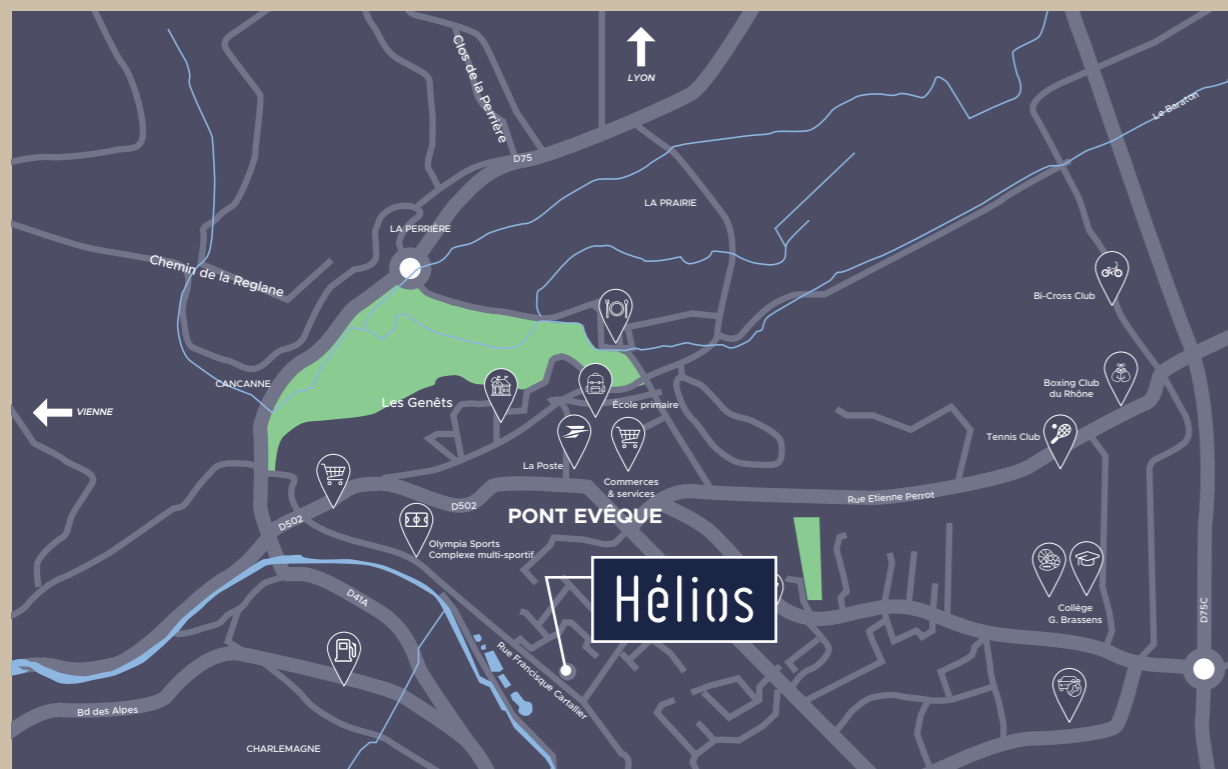 LYON
Clos de la Perrière
Le Baraton
D75
LA PRAIRIE
LA PERRIÈRE
Chemin de la Reglane
Bi-Cross Club
CANCANNE
Boxing Club
du Rhône
VIENNE
Les Genêts
École primaire
Tennis Club
La Poste
Commerces
& services
Rue Etienne Perrot
D502
D502
PONT EVÊQUE
Olympia Sports
Complexe multi-sportif
Hélios
D41A
Collège
G. Brassens
D75C
Rue Francisque Cartallier
Bd des Alpes
CHARLEMAGNE